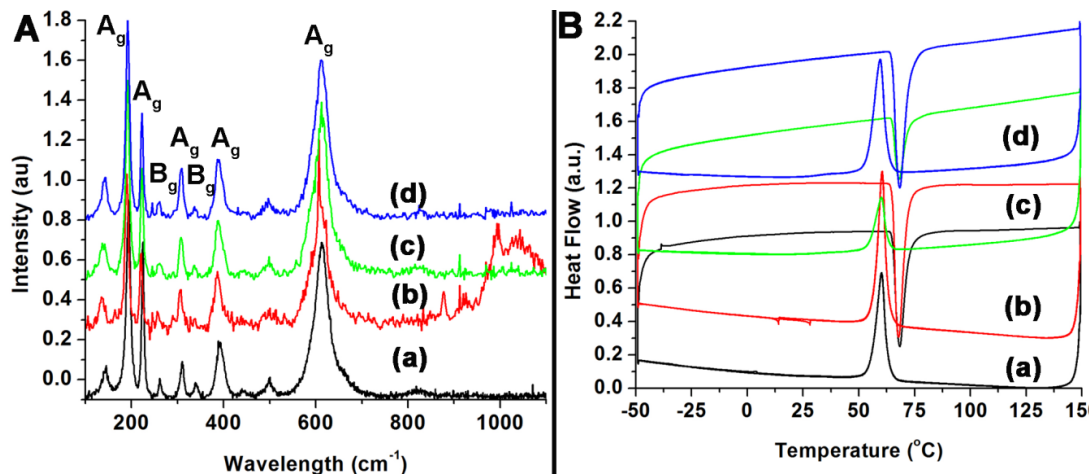 A
B
Intensity (au)
1.8
1.6
1.4
1.2
1.0
0.8
0.6
0.4
0.2
0.0
Ag
Ag
Bg
Ag
Bg
Ag
Ag
(d)
(c)
(b)
(a)
200 400 600 800 1000
Wavelength (cm-1)
Heat Flow (a.u.)
2.2
2.0
1.8
1.6
1.4
1.2
1.0
0.8
0.6
0.4
0.2
0.0
(d)
(c)
(b)
(a)
-50 -25 0 25 50 75 100 125 150
Temperature (oC)